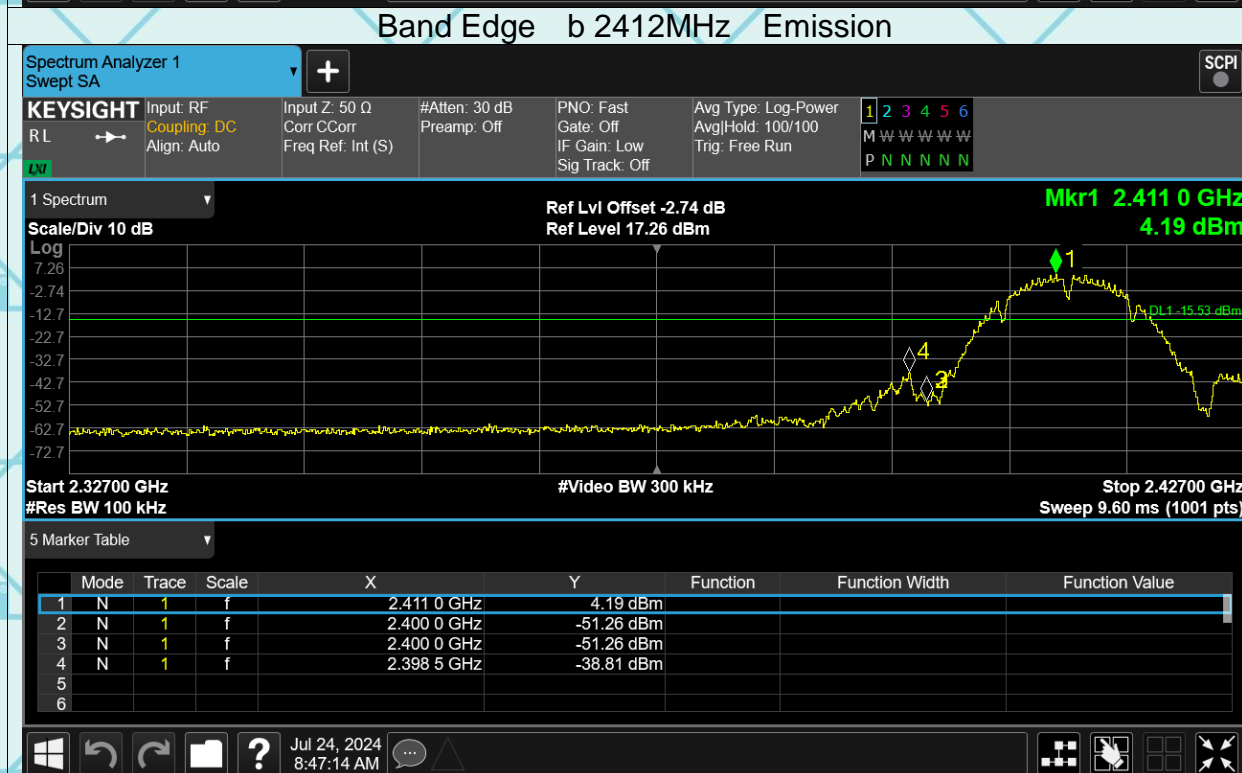 Band Edge b 2412MHz Emission
Spectrum Analyzer 1
Swept SA
+
SCPI
KEYSIGHT
R L
LXI
Input: RF
Coupling: DC
Align: Auto
Input Z: 50 Ω
Corr CCorr
Freq Ref: Int (S)
#Atten: 30 dB
Preamp: Off
PNO: Fast
Gate: Off
IF Gain: Low
Sig Track: Off
Avg Type: Log-Power
Avg|Hold: 100/100
Trig: Free Run
1 2 3 4 5 6
M W W W W W
P N N N N N
1 Spectrum
Scale/Div 10 dB
Ref Lvl Offset -2.74 dB
Ref Level 17.26 dBm
Mkr1 2.411 0 GHz
4.19 dBm
Log
7.26
-2.74
-12.7
-22.7
-32.7
-42.7
-52.7
-62.7
-72.7
1
DL1 -15.53 dBm
4
Start 2.32700 GHz
#Video BW 300 kHz
Stop 2.42700 GHz
#Res BW 100 kHz
Sweep 9.60 ms (1001 pts)
5 Marker Table
Mode Trace Scale X Y Function Function Width Function Value
1 N 1 f 2.411 0 GHz 4.19 dBm
2 N 1 f 2.400 0 GHz -51.26 dBm
3 N 1 f 2.400 0 GHz -51.26 dBm
4 N 1 f 2.398 5 GHz -38.81 dBm
5
6
?
Jul 24, 2024
8:47:14 AM